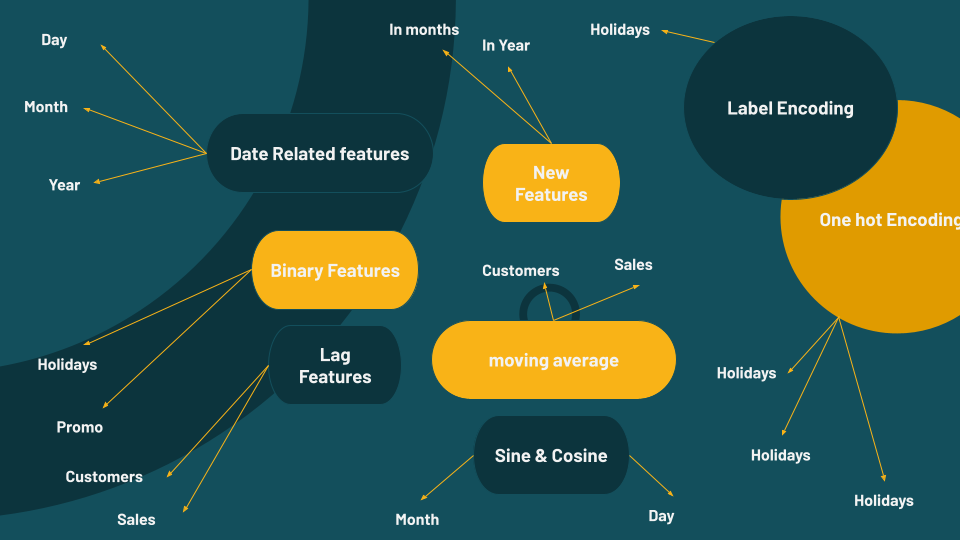 Day
Month
Year
Date Related features
In months
In Year
New
Features
Holidays
Label Encoding
One hot Encoding
Holidays
Holidays
Holidays
Binary Features
Holidays
Promo
Lag
Features
Customers
Sales
Customers
Sales
moving average
Sine & Cosine
Month
Day